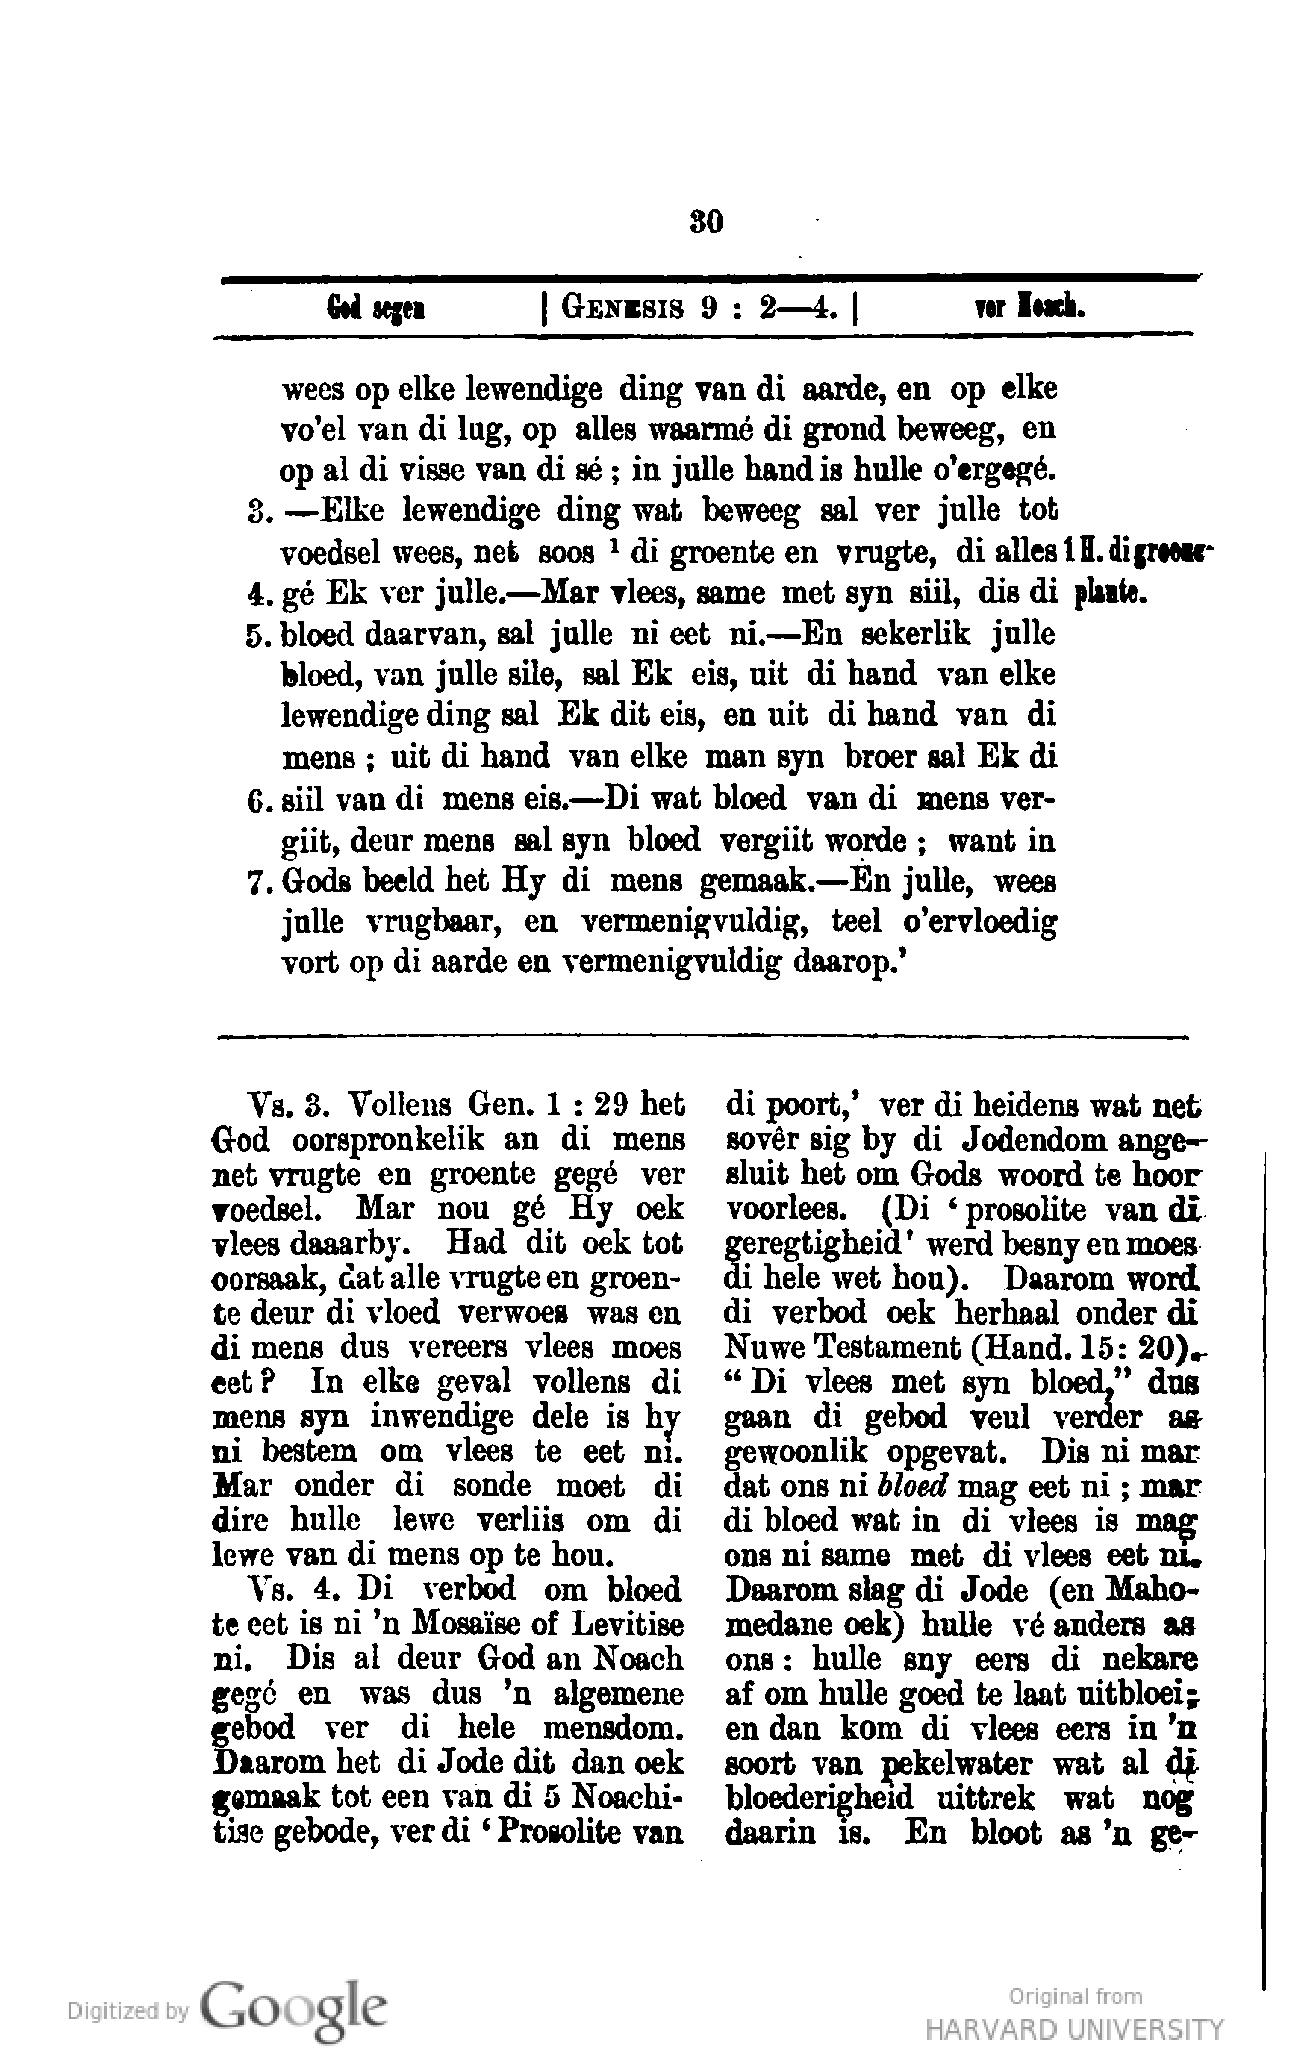 30
God segen | GENESIS 9 : 2—4. | ver Noach.
wees op elke lewendige ding van di aarde, en op elke
vo'el van di lug, op alles waarmé di grond beweeg, en
op al di visse van di sé ; in julle hand is hulle o'ergegé.
3. —Elke lewendige ding wat beweeg sal ver julle tot
voedsel wees, net soos ¹ di groente en vrugte, di alles
1 H. di groene
plante.
4. gé Ek ver julle.—Mar vlees, same met syn siil, dis di
5. bloed daarvan, sal julle ni eet ni.—En sekerlik julle
bloed, van julle sile, sal Ek eis, uit di hand van elke
lewendige ding sal Ek dit eis, en uit di hand van di
mens ; uit di hand van elke man syn broer sal Ek di
6. siil van di mens eis.—Di wat bloed van di mens ver-
giit, deur mens sal syn bloed vergiit worde ; want in
7. Gods beeld het Hy di mens gemaak.—En julle, wees
julle vrugbaar, en vermenigvuldig, teel o'ervloedig
vort op di aarde en vermenigvuldig daarop.'
Vs. 3. Vollens Gen. 1 : 29 het
God oorspronkelik an di mens
net vrugte en groente gegé ver
voedsel. Mar nou gé Hy oek
vlees daaarby. Had dit oek tot
oorsaak, dat alle vrugte en groen-
te deur di vloed verwoes was en
di mens dus vereers vlees moes
eet? In elke geval vollens di
mens syn inwendige dele is hy
ni bestem om vlees te eet ni.
Mar onder di sonde moet di
dire hulle lewe verliis om di
lewe van di mens op te hou.
Vs. 4. Di verbod om bloed
te eet is ni 'n Mosaïse of Levitise
ni. Dis al deur God an Noach
gegé en was dus 'n algemene
gebod ver di hele mensdom.
Daarom het di Jode dit dan oek
gemaak tot een van di 5 Noachi-
tise gebode, ver di ‘ Prosolite van
di poort,’ ver di heidens wat net
sovêr sig by di Jodendom ange-
sluit het om Gods woord te hoor
voorlees. (Di ‘ prosolite van di
geregtigheid’ werd besny en moes
di hele wet hou). Daarom word
di verbod oek herhaal onder di
Nuwe Testament (Hand. 15: 20).
“ Di vlees met syn bloed,” dus
gaan di gebod veul verder as
gewoonlik opgevat. Dis ni mar
dat ons ni bloed mag eet ni ; mar
di bloed wat in di vlees is mag
ons ni same met di vlees eet ni.
Daarom slag di Jode (en Maho-
medane oek) hulle vé anders as
ons : hulle sny eers di nekare
af om hulle goed te laat uitbloei;
en dan kom di vlees eers in 'n
soort van pekelwater wat al di
bloederigheid uittrek wat nog
daarin is. En bloot as 'n ge-
Digitized by Google
Original from
HARVARD UNIVERSITY